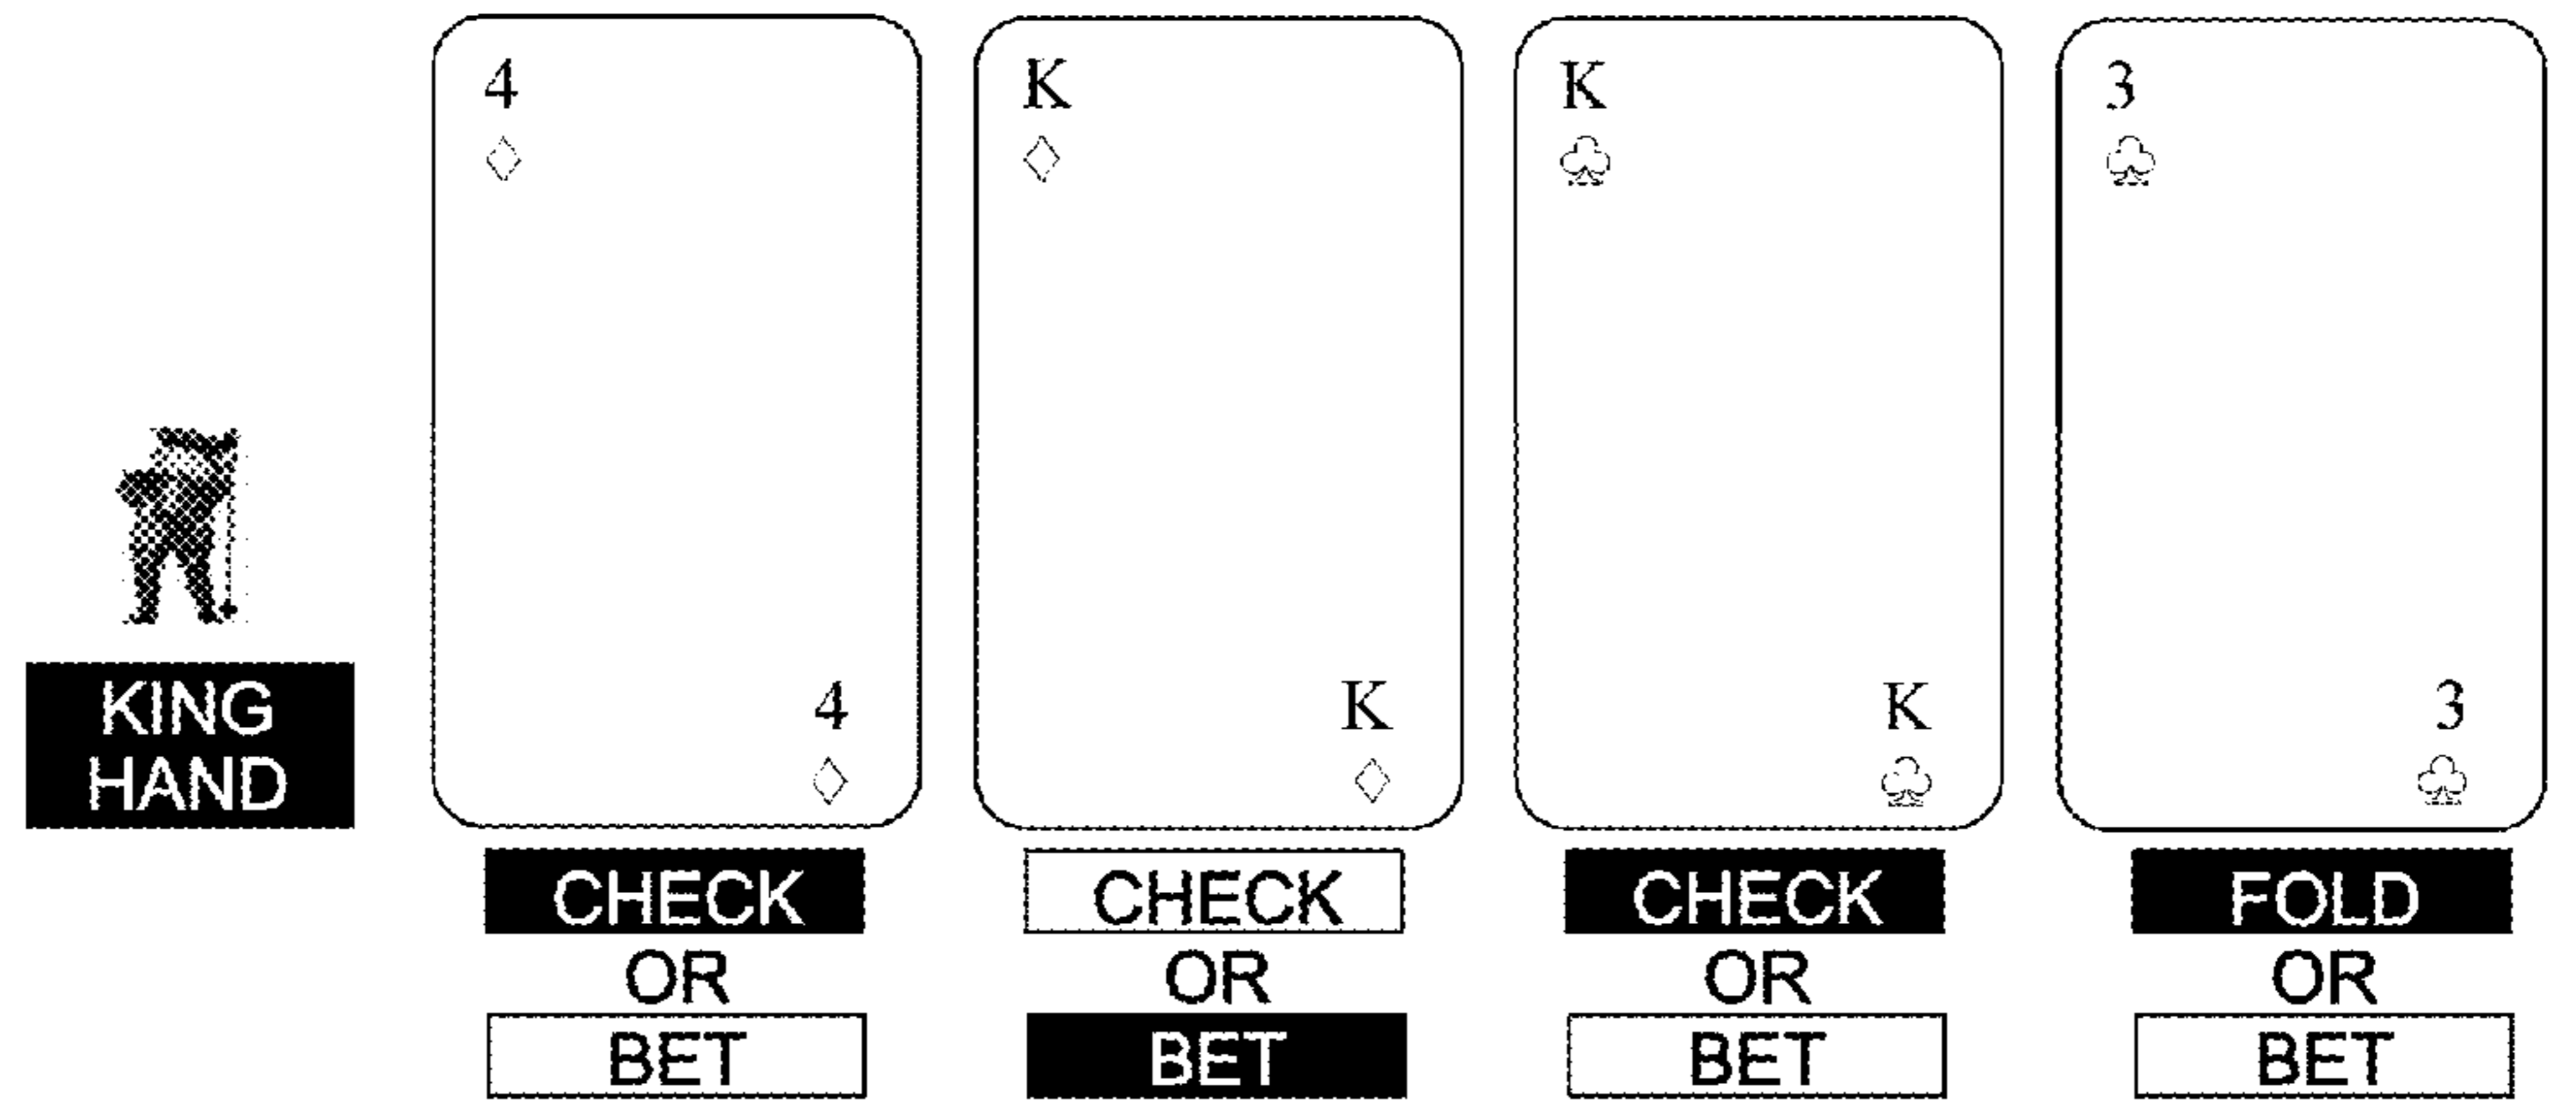 4 K K 3
♢ ♢ ♧ ♧
4 K K 3
♢ ♢ ♧ ♧
KING
HAND
CHECK CHECK CHECK FOLD
OR OR OR OR
BET BET BET BET